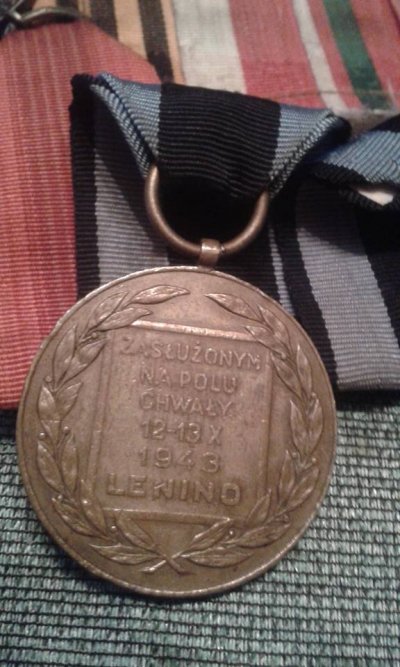 ZASŁUŻONYM
NA POLU
CHWAŁY
12-13 X
1943
LENINO